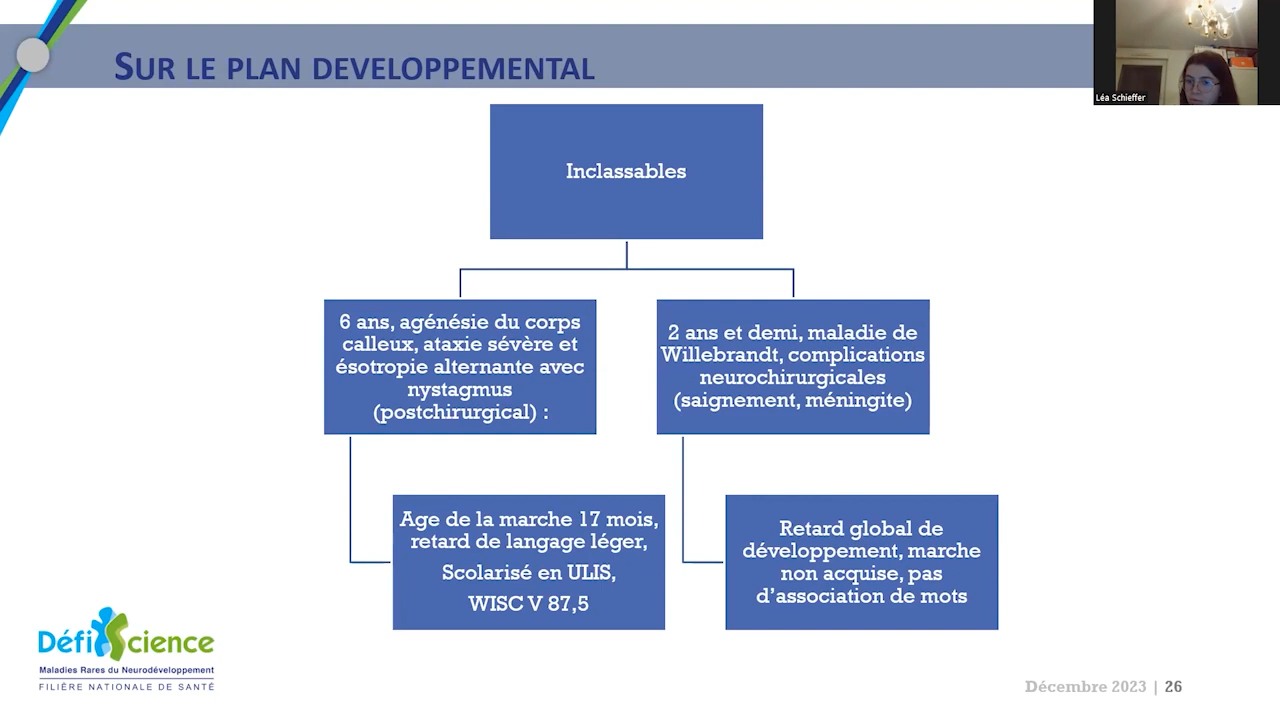 SUR LE PLAN DEVELOPPEMENTAL
Léa Schieffer
Inclassables
6 ans, agénésie du corps
calleux, ataxie sévère et
ésotropie alternante avec
nystagmus
(postchirurgical) :
2 ans et demi, maladie de
Willebrandt, complications
neurochirurgicales
(saignement, méningite)
Age de la marche 17 mois,
retard de langage léger,
Scolarisé en ULIS,
WISC V 87,5
Retard global de
développement, marche
non acquise, pas
d’association de mots
DéfiScience
Maladies Rares du Neurodéveloppement
FILIÈRE NATIONALE DE SANTÉ
Décembre 2023 | 26